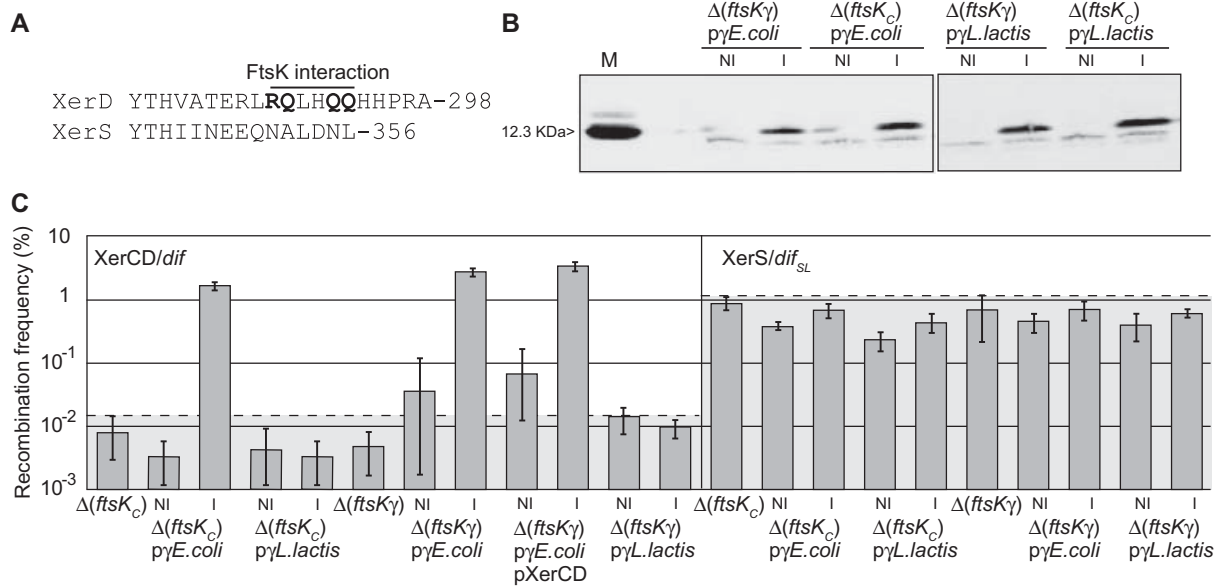 A
FtsK interaction
XerD YTHVATERLRQLHQQHHPRA-298
XerS YTHIINEEQNALDNL-356
B
Δ(ftsKγ) Δ(ftsKC) Δ(ftsKγ) Δ(ftsKC)
pγE.coli pγE.coli pγL.lactis pγL.lactis
M NI I NI I NI I NI I
12.3 KDa>
C
Recombination frequency (%)
10
1
10-1
10-2
10-3
XerCD/dif
XerS/difSL
Δ(ftsKC) NI I NI I Δ(ftsKγ) NI I NI I NI I
Δ(ftsKC) Δ(ftsKC) Δ(ftsKγ) Δ(ftsKγ) Δ(ftsKγ)
pγE.coli pγL.lactis pγE.coli pγE.coli pγL.lactis
pXerCD
Δ(ftsKC) NI I NI I Δ(ftsKγ) NI I NI I
Δ(ftsKC) Δ(ftsKC) Δ(ftsKγ) Δ(ftsKγ)
pγE.coli pγL.lactis pγE.coli pγL.lactis